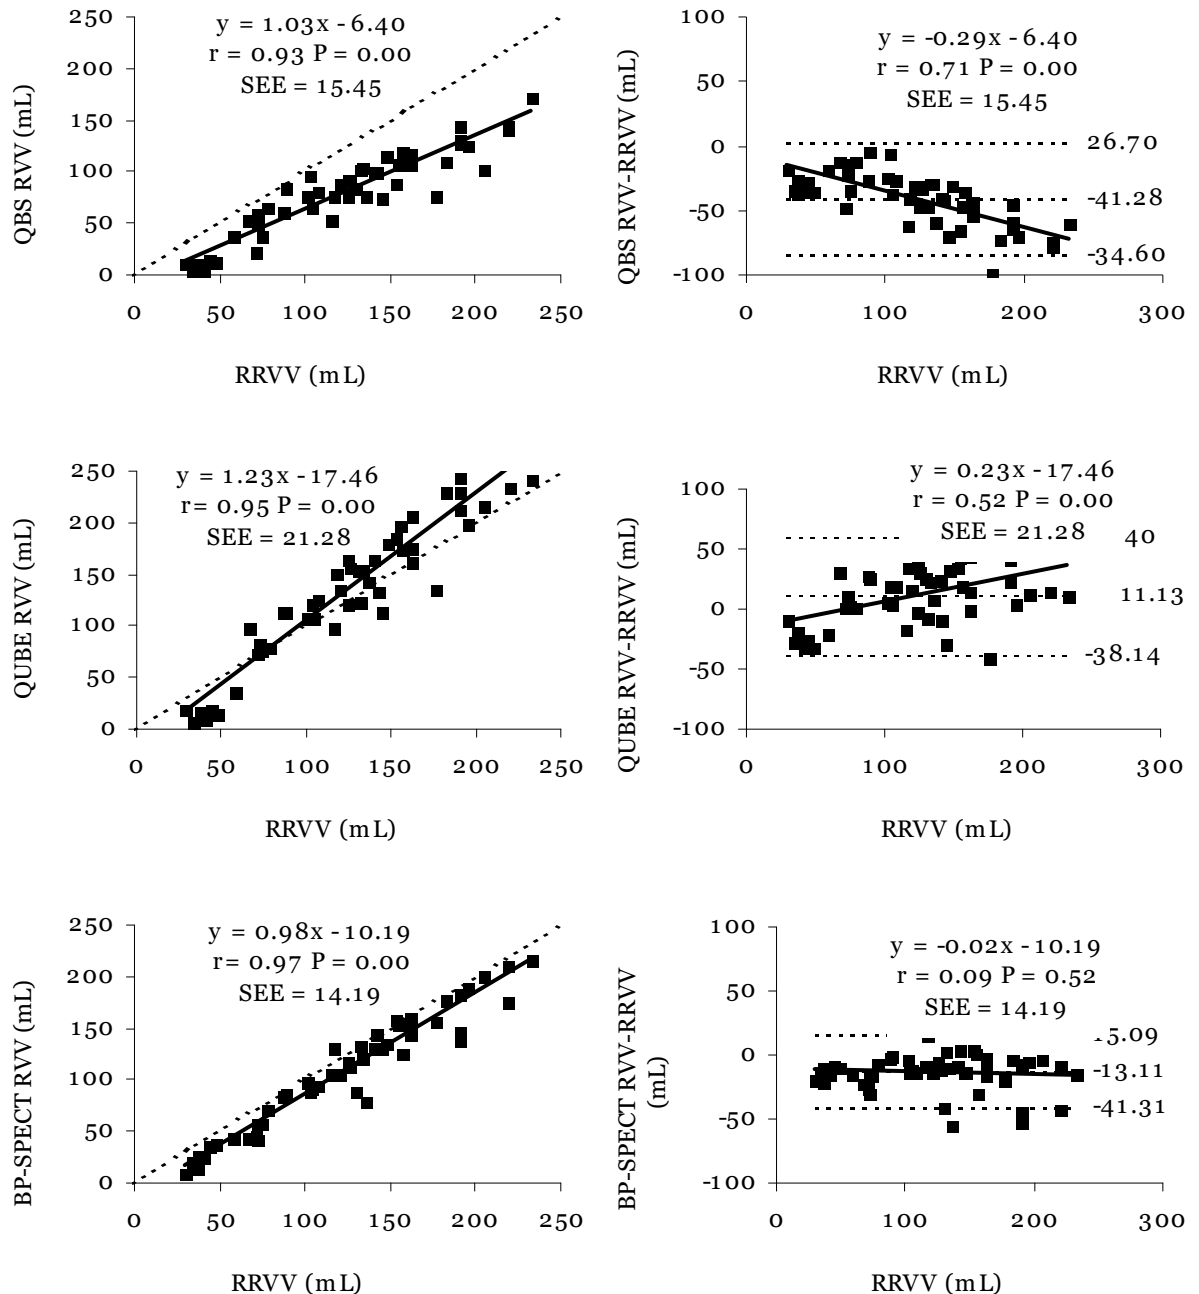 250
200
150
100
50
0
y = 1.03x - 6.40
r = 0.93 P = 0.00
SEE = 15.45
QBS RVV (mL)
0 50 100 150 200 250
RRVV (mL)
100
50
0
-50
-100
y = -0.29x - 6.40
r = 0.71 P = 0.00
SEE = 15.45
26.70
-41.28
-34.60
QBS RVV-RRVV (mL)
0 100 200 300
RRVV (mL)
250
200
150
100
50
0
y = 1.23x - 17.46
r= 0.95 P = 0.00
SEE = 21.28
QUBE RVV (mL)
0 50 100 150 200 250
RRVV (mL)
100
50
0
-50
-100
y = 0.23x - 17.46
r = 0.52 P = 0.00
SEE = 21.28
40
11.13
-38.14
QUBE RVV-RRVV (mL)
0 100 200 300
RRVV (mL)
250
200
150
100
50
0
y = 0.98x - 10.19
r= 0.97 P = 0.00
SEE = 14.19
BP-SPECT RVV (mL)
0 50 100 150 200 250
RRVV (mL)
100
50
0
-50
-100
y = -0.02x - 10.19
r = 0.09 P = 0.52
SEE = 14.19
5.09
-13.11
-41.31
BP-SPECT RVV-RRVV
(mL)
0 100 200 300
RRVV (mL)